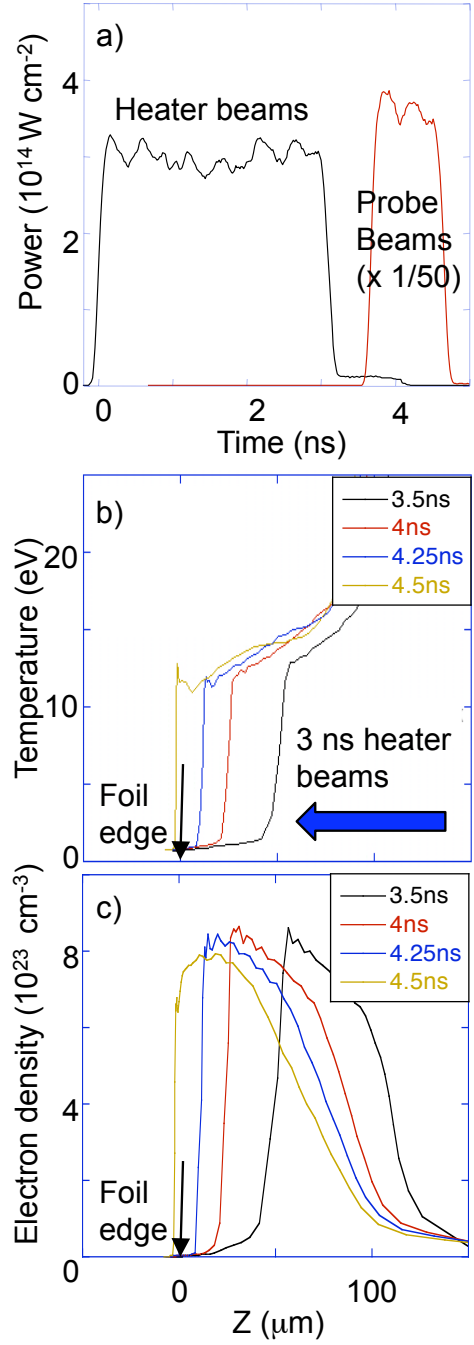 a)
4
2
0
Power (10¹⁴ W cm⁻²)
Heater beams
Probe
Beams
(x 1/50)
0
2
4
Time (ns)
b)
20
10
0
Temperature (eV)
3.5ns
4ns
4.25ns
4.5ns
3 ns heater
beams
Foil
edge
c)
8
4
0
Electron density (10²³ cm⁻³)
3.5ns
4ns
4.25ns
4.5ns
Foil
edge
0
100
Z (μm)